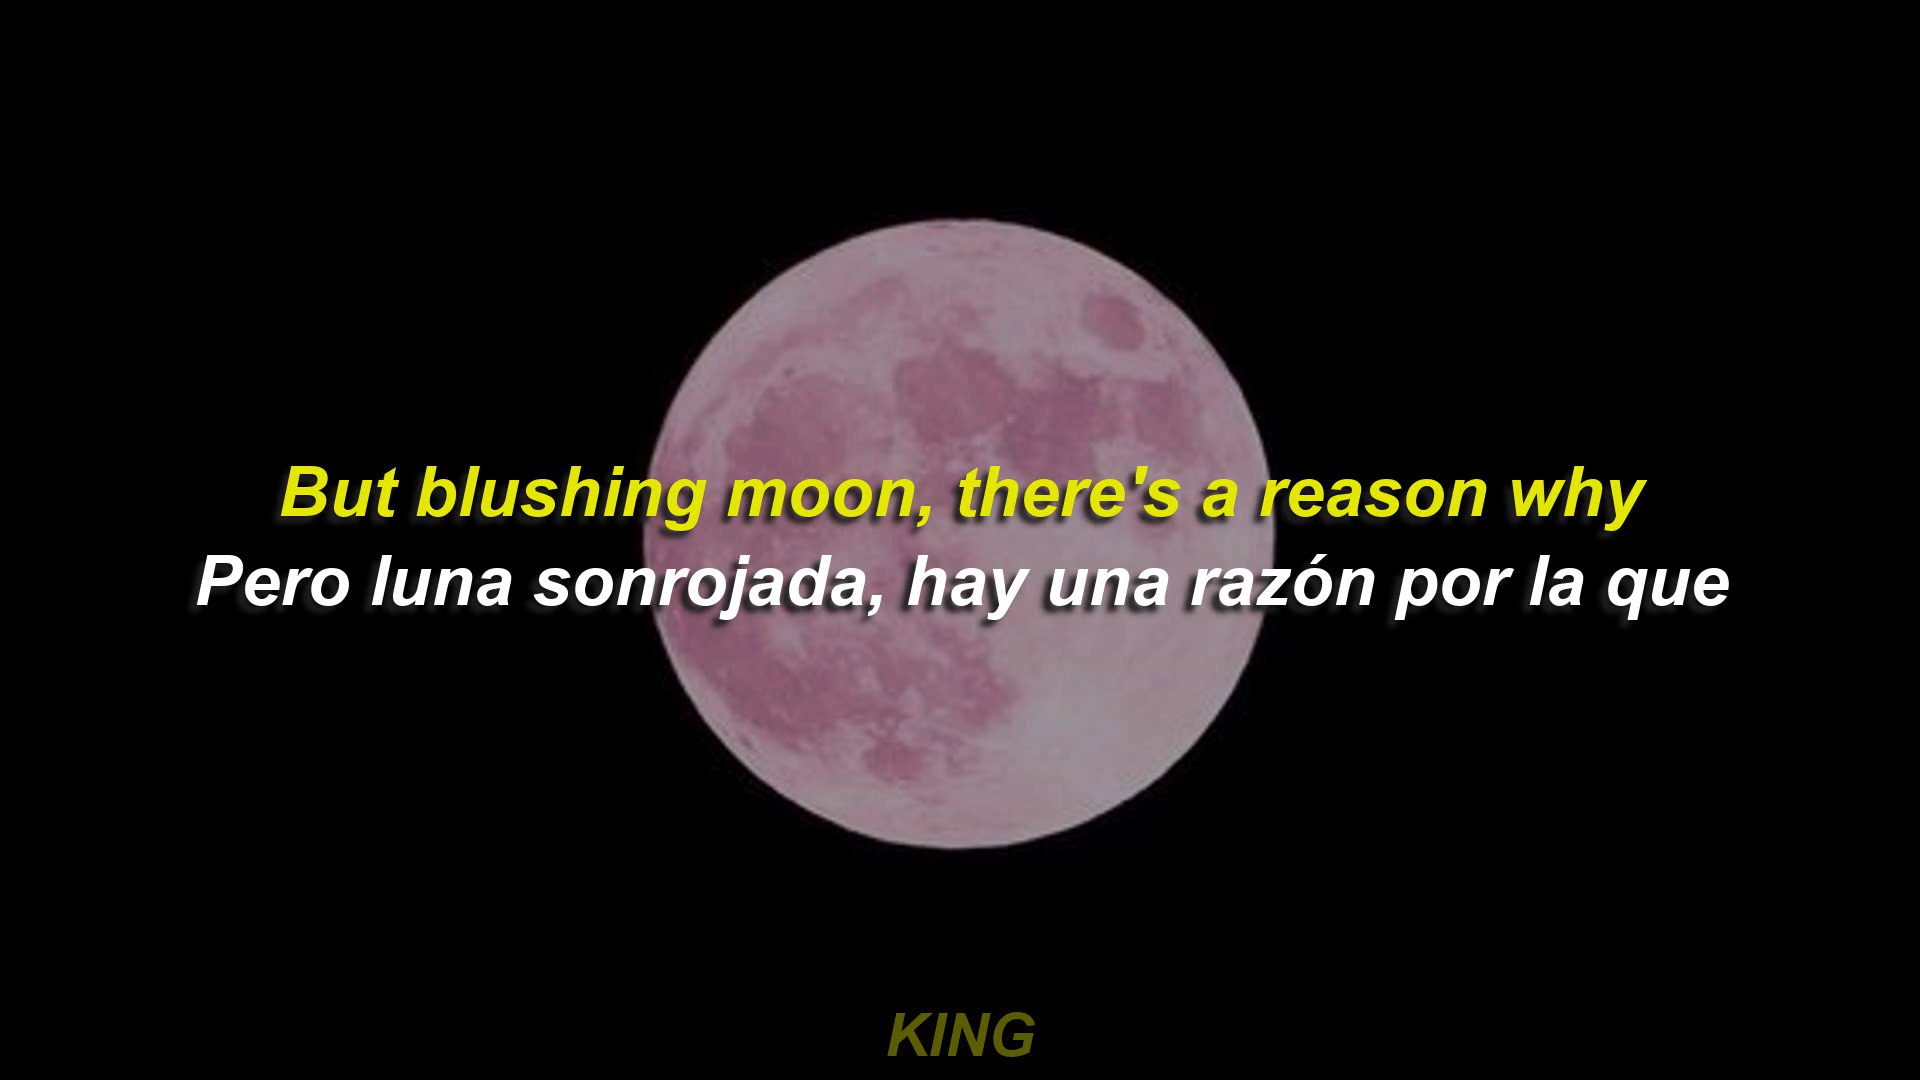 But blushing moon, there's a reason why
Pero luna sonrojada, hay una razón por la que
KING